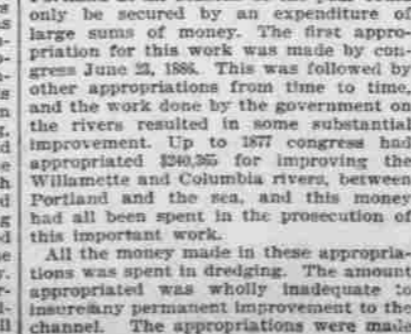 only be secured by an expenditure of
large sums of money. The first appro-
priation for this work was made by con-
gress June 23, 1886. This was followed by
other appropriations from time to time,
and the work done by the government on
the rivers resulted in some substantial
improvement. Up to 1877 congress had
appropriated $240,365 for improving the
Willamette and Columbia rivers, between
Portland and the sea, and this money
had all been spent in the prosecution of
this important work.
All the money made in these appropria-
tions was spent in dredging. The amount
appropriated was wholly inadequate to
insure any permanent improvement to the
channel. The appropriations were made